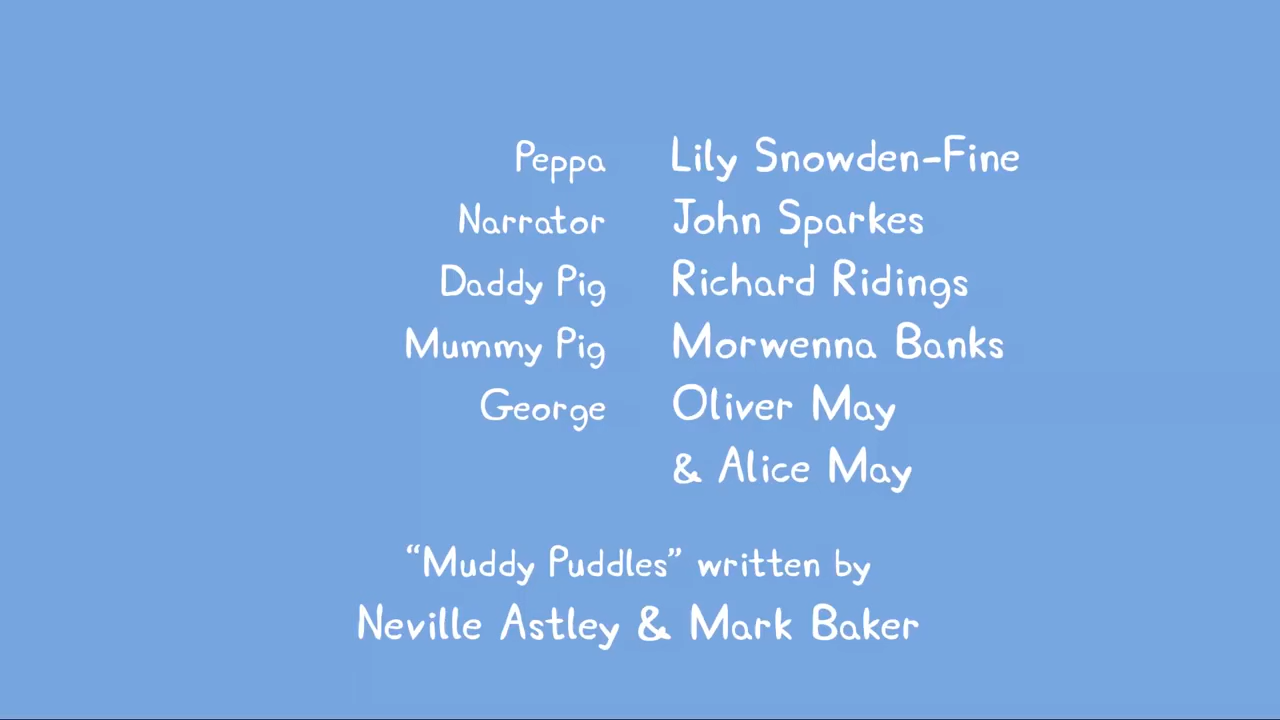 Peppa Lily Snowden-Fine
Narrator John Sparkes
Daddy Pig Richard Ridings
Mummy Pig Morwenna Banks
George Oliver May
& Alice May
“Muddy Puddles” written by
Neville Astley & Mark Baker